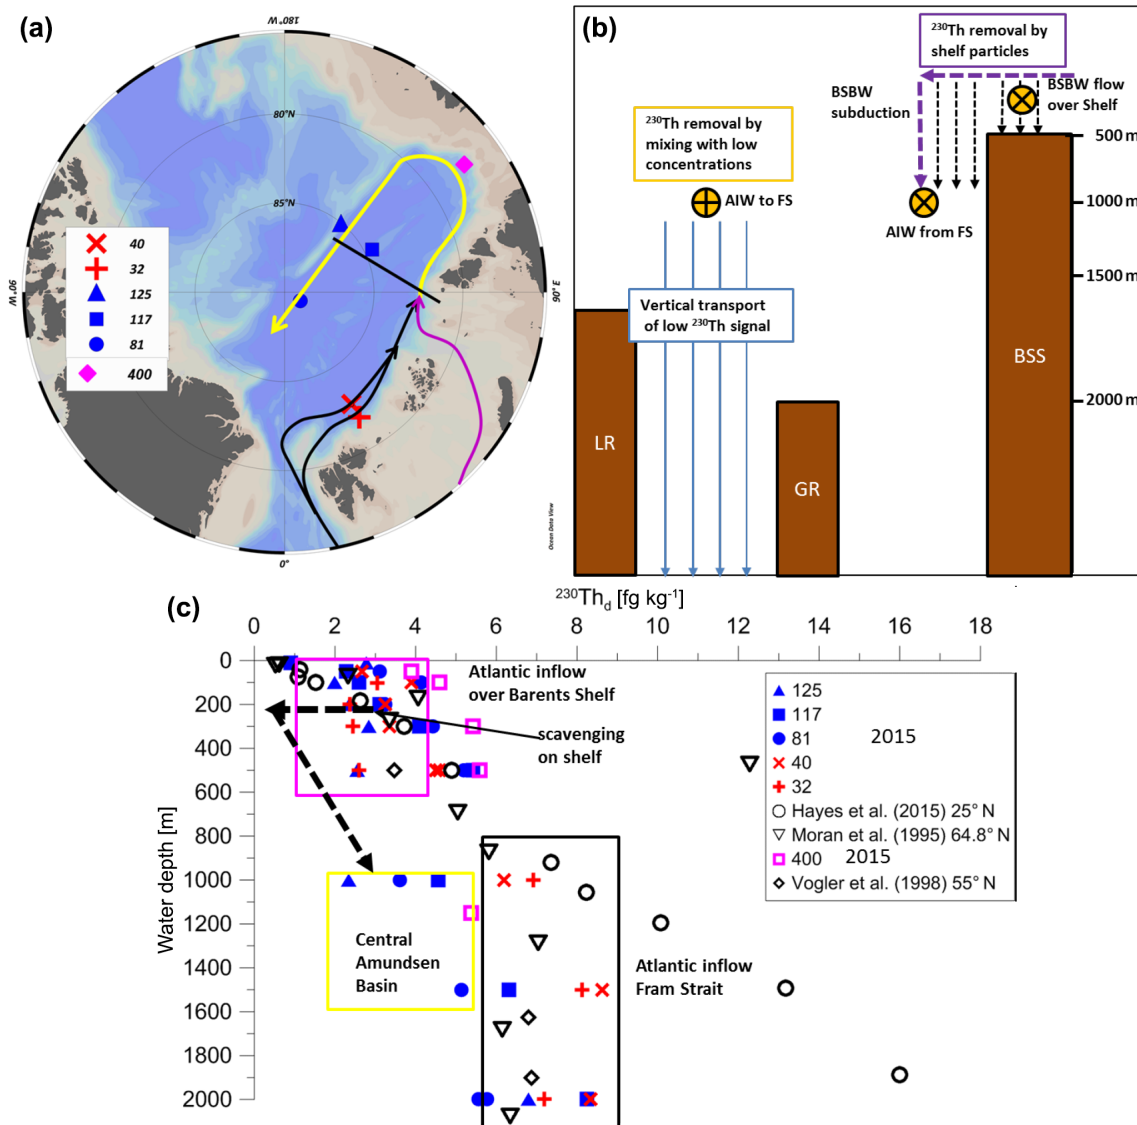 (a)
180°W
80°N
85°N
90°W
90°E
0°
40
32
125
117
81
400
Ocean Data View
(b)
²³⁰Th removal by
shelf particles
BSBW
subduction
BSBW flow
over Shelf
²³⁰Th removal by
mixing with low
concentrations
AIW to FS
AIW from FS
Vertical transport
of low ²³⁰Th signal
LR
GR
BSS
500 m
1000 m
1500 m
2000 m
(c)
²³⁰Th_d [fg kg⁻¹]
0 2 4 6 8 10 12 14 16 18
Water depth [m]
0
200
400
600
800
1000
1200
1400
1600
1800
2000
Atlantic inflow
over Barents Shelf
scavenging
on shelf
Central
Amundsen
Basin
Atlantic inflow
Fram Strait
125
117
81 2015
40
32
Hayes et al. (2015) 25° N
Moran et al. (1995) 64.8° N
400 2015
Vogler et al. (1998) 55° N